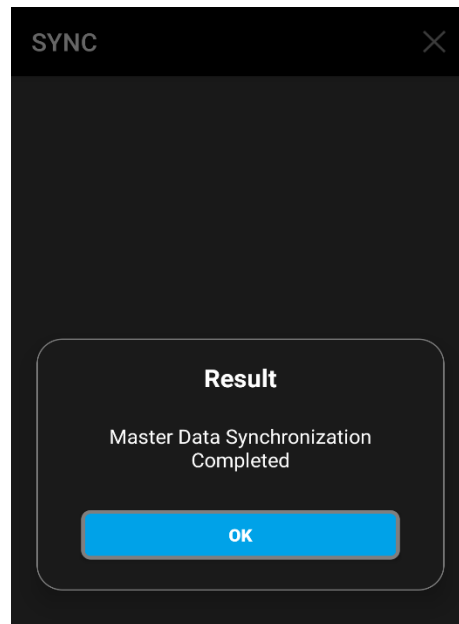 SYNC
Result
Master Data Synchronization
Completed
OK